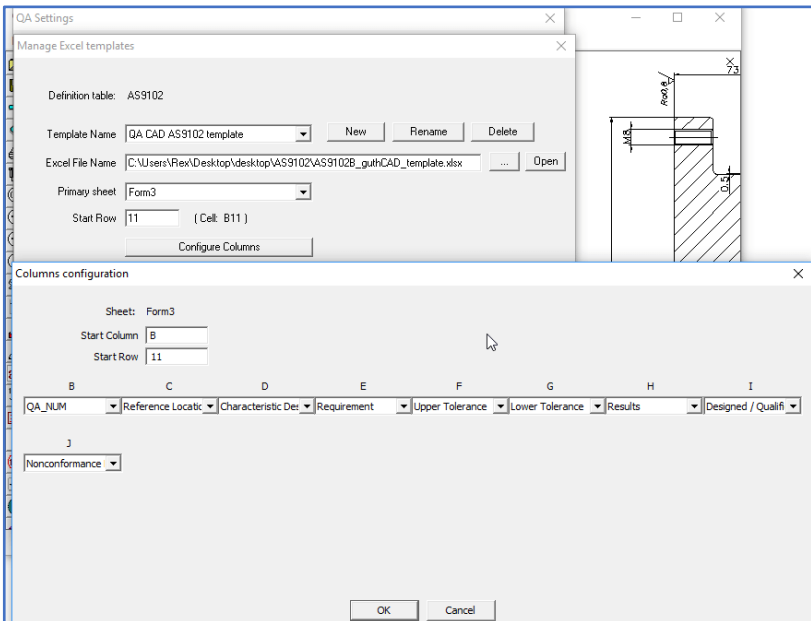 QA Settings
Manage Excel templates
Definition table: AS9102
Template Name QA CAD AS9102 template New Rename Delete
Excel File Name C:\Users\Rex\Desktop\desktop\AS9102\AS9102B_guthCAD_template.xlsx ... Open
Primary sheet Form3
Start Row 11 ( Cell: B11 )
Configure Columns
73
Ra0,8
M8
0.5
Columns configuration
Sheet: Form3
Start Column B
Start Row 11
B C D E F G H I
QA_NUM Reference Locatic Characteristic Des Requirement Upper Tolerance Lower Tolerance Results Designed / Qualifi
J
Nonconformance
OK Cancel